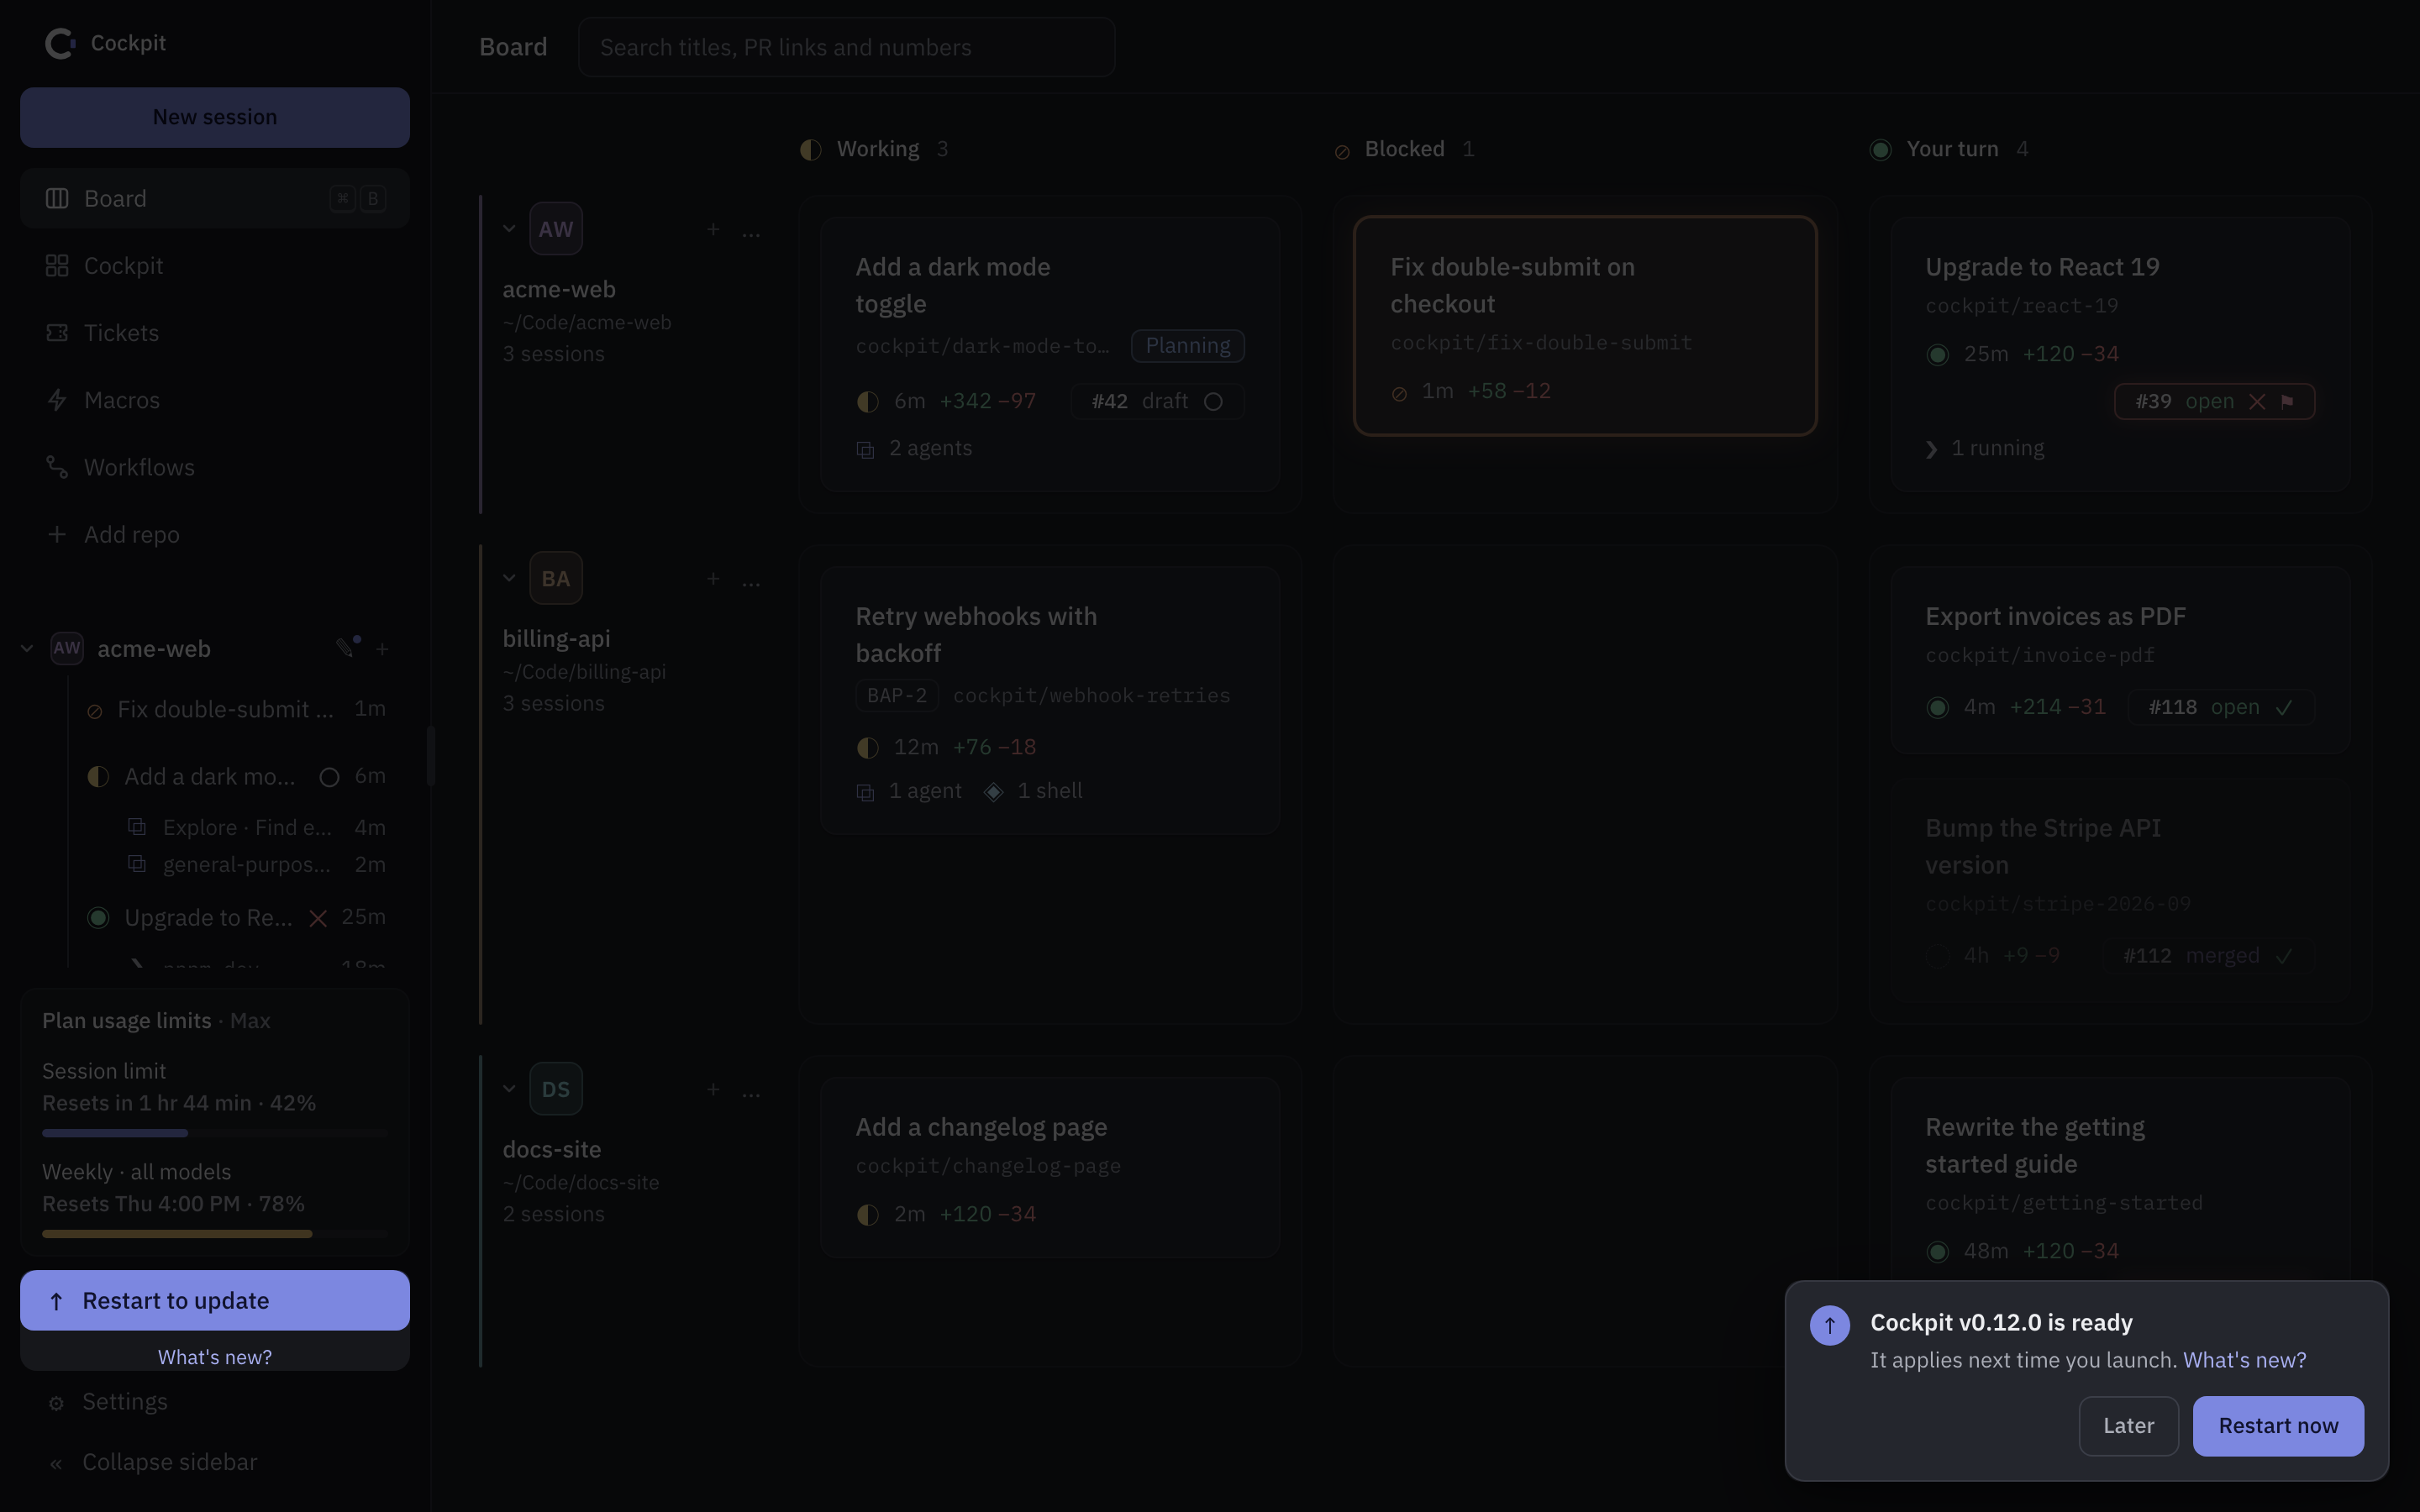 Cockpit
New session
Board ⌘ B
Cockpit
Tickets
Macros
Workflows
Add repo
AW acme-web
Fix double-submit ... 1m
Add a dark mo... 6m
Explore · Find e... 4m
general-purpos... 2m
Upgrade to Re... 25m
Plan usage limits · Max
Session limit
Resets in 1 hr 44 min · 42%
Weekly · all models
Resets Thu 4:00 PM · 78%
↑ Restart to update
What's new?
Settings
« Collapse sidebar
Board
Search titles, PR links and numbers
Working 3
Blocked 1
Your turn 4
AW + ...
acme-web
~/Code/acme-web
3 sessions
Add a dark mode
toggle
cockpit/dark-mode-to… Planning
6m +342 −97 #42 draft
2 agents
Fix double-submit on
checkout
cockpit/fix-double-submit
1m +58 −12
Upgrade to React 19
cockpit/react-19
25m +120 −34
#39 open
1 running
BA + ...
billing-api
~/Code/billing-api
3 sessions
Retry webhooks with
backoff
BAP-2 cockpit/webhook-retries
12m +76 −18
1 agent 1 shell
Export invoices as PDF
cockpit/invoice-pdf
4m +214 −31 #118 open ✓
Bump the Stripe API
version
cockpit/stripe-2026-09
4h +9 −9 #112 merged ✓
DS + ...
docs-site
~/Code/docs-site
2 sessions
Add a changelog page
cockpit/changelog-page
2m +120 −34
Rewrite the getting
started guide
cockpit/getting-started
48m +120 −34
↑ Cockpit v0.12.0 is ready
It applies next time you launch. What's new?
Later
Restart now